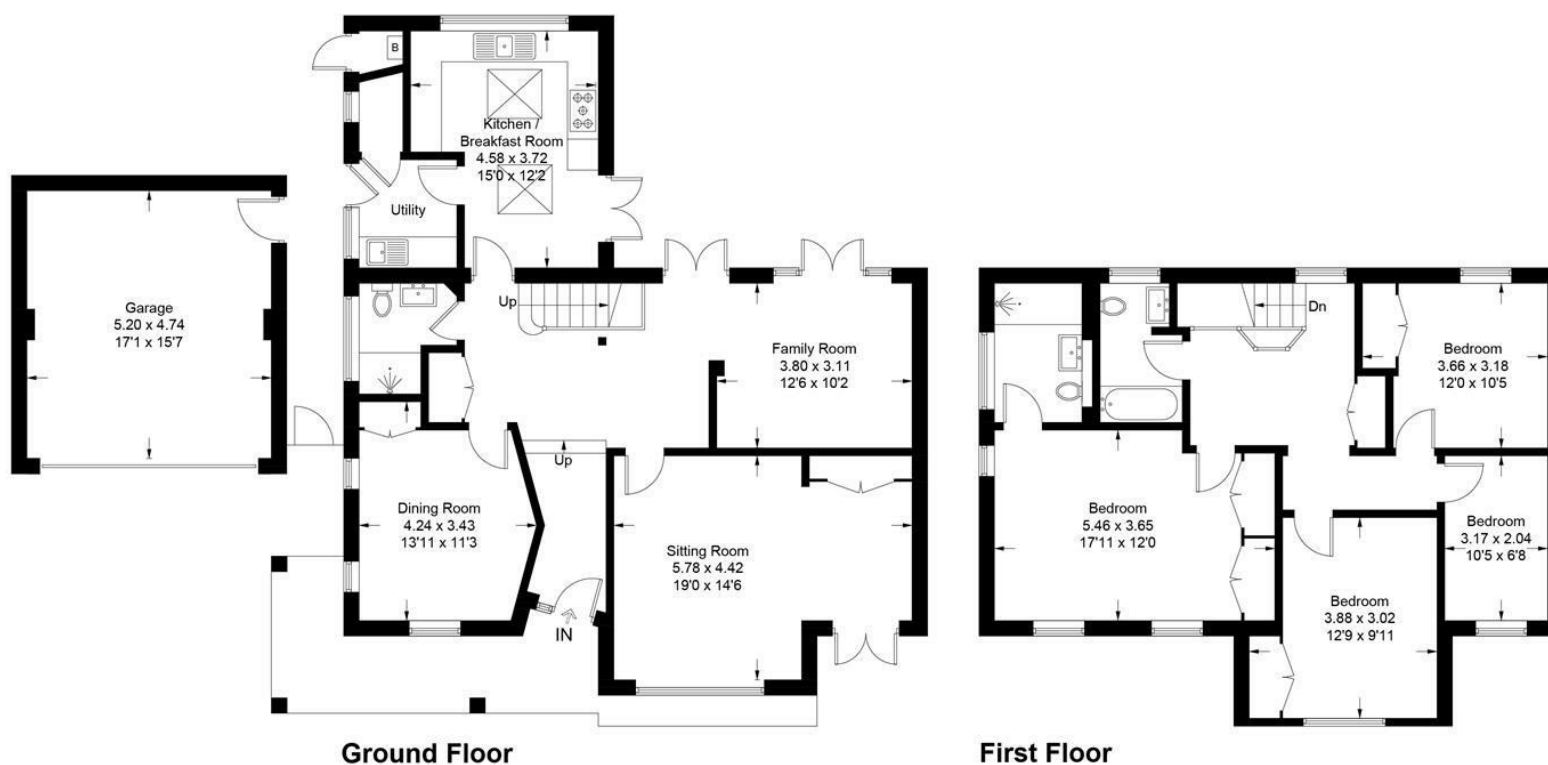 B
Kitchen /
Breakfast Room
4.58 x 3.72
15'0 x 12'2
Utility
Garage
5.20 x 4.74
17'1 x 15'7
Up
Family Room
3.80 x 3.11
12'6 x 10'2
Up
Dining Room
4.24 x 3.43
13'11 x 11'3
Sitting Room
5.78 x 4.42
19'0 x 14'6
IN
Ground Floor
Dn
Bedroom
3.66 x 3.18
12'0 x 10'5
Bedroom
5.46 x 3.65
17'11 x 12'0
Bedroom
3.17 x 2.04
10'5 x 6'8
Bedroom
3.88 x 3.02
12'9 x 9'11
First Floor